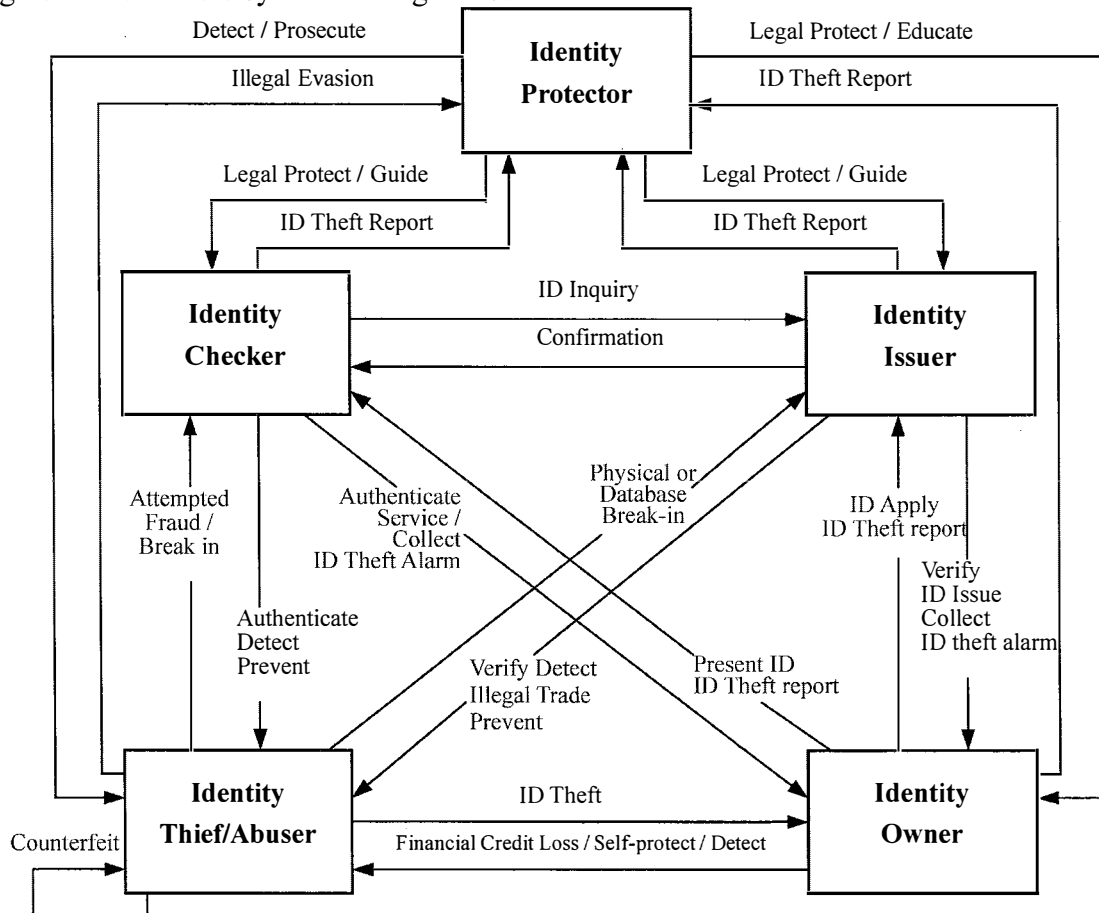 Detect / Prosecute
Legal Protect / Educate
Identity
Protector
Illegal Evasion
ID Theft Report
Legal Protect / Guide
Legal Protect / Guide
ID Theft Report
ID Theft Report
Identity
Checker
ID Inquiry
Confirmation
Identity
Issuer
Attempted
Fraud /
Break in
Authenticate
Service /
Collect
ID Theft Alarm
Physical or
Database
Break-in
ID Apply
ID Theft report
Verify
ID Issue
Collect
ID theft alarm
Authenticate
Detect
Prevent
Verify Detect
Illegal Trade
Prevent
Present ID
ID Theft report
Identity
Thief/Abuser
ID Theft
Financial Credit Loss / Self-protect / Detect
Identity
Owner
Counterfeit